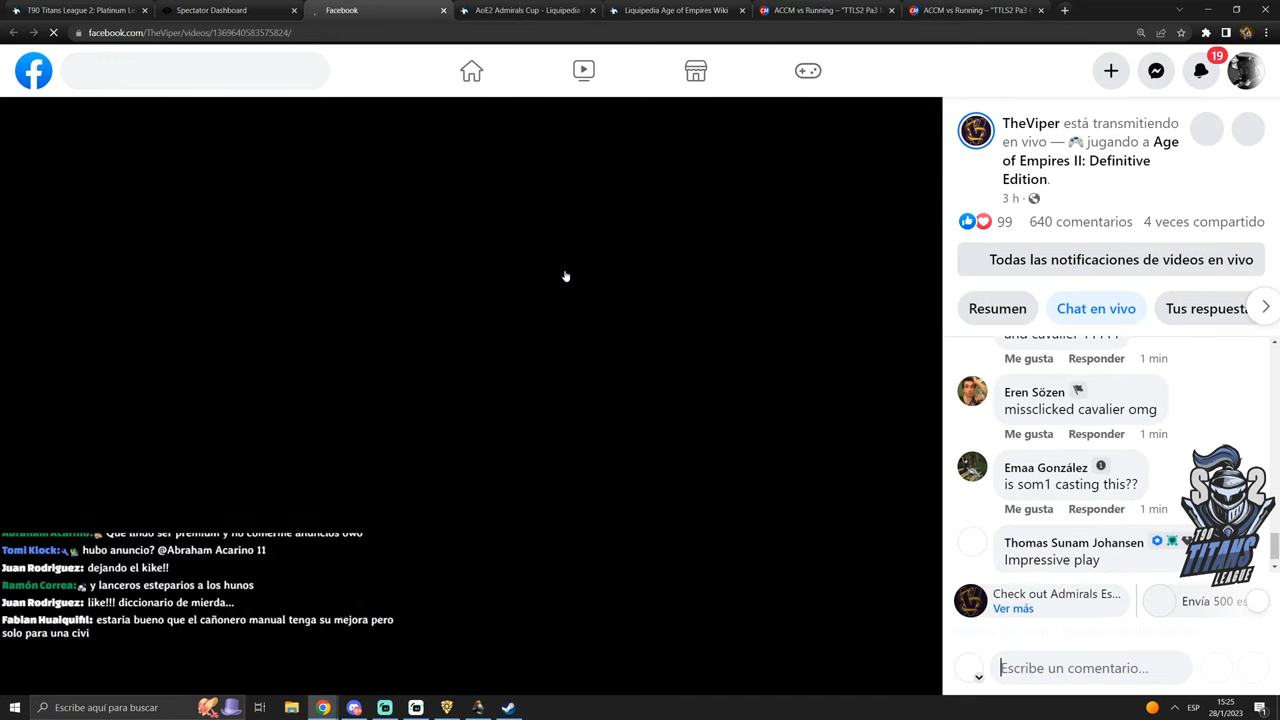 T90 Titans League 2: Platinum Le
Spectator Dashboard
Facebook
AoE2 Admirals Cup - Liquipedia
Liquipedia Age of Empires Wiki
ACCM vs Running – "TTLS2 Pa3
ACCM vs Running – "TTLS2 Pa3
facebook.com/TheViper/videos/1369640583575824/
19
TheViper está transmitiendo
en vivo — jugando a Age
of Empires II: Definitive
Edition.
3 h
99 640 comentarios 4 veces compartido
Todas las notificaciones de videos en vivo
Resumen Chat en vivo Tus respuesta
Me gusta Responder 1 min
Eren Sözen
missclicked cavalier omg
Me gusta Responder 1 min
Emaa González
is som1 casting this??
Me gusta Responder 1 min
Thomas Sunam Johansen
Impressive play
Check out Admirals Es...
Ver más
Envía 500 es
Escribe un comentario...
S 2
T90
TITANS
LEAGUE
Abraham Acarino: Que lindo ser premium y no comerme anuncios owo
Tomi Klock: hubo anuncio? @Abraham Acarino 11
Juan Rodriguez: dejando el kike!!
Ramón Correa: y lanceros esteparios a los hunos
Juan Rodriguez: like!!! diccionario de mierda...
Fabian Huaiquifil: estaria bueno que el cañonero manual tenga su mejora pero
solo para una civi
Escribe aquí para buscar
ESP
15:25
28/1/2023